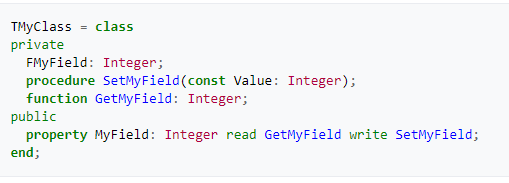 TMyClass = class
private
  FMyField: Integer;
  procedure SetMyField(const Value: Integer);
  function GetMyField: Integer;
public
  property MyField: Integer read GetMyField write SetMyField;
end;